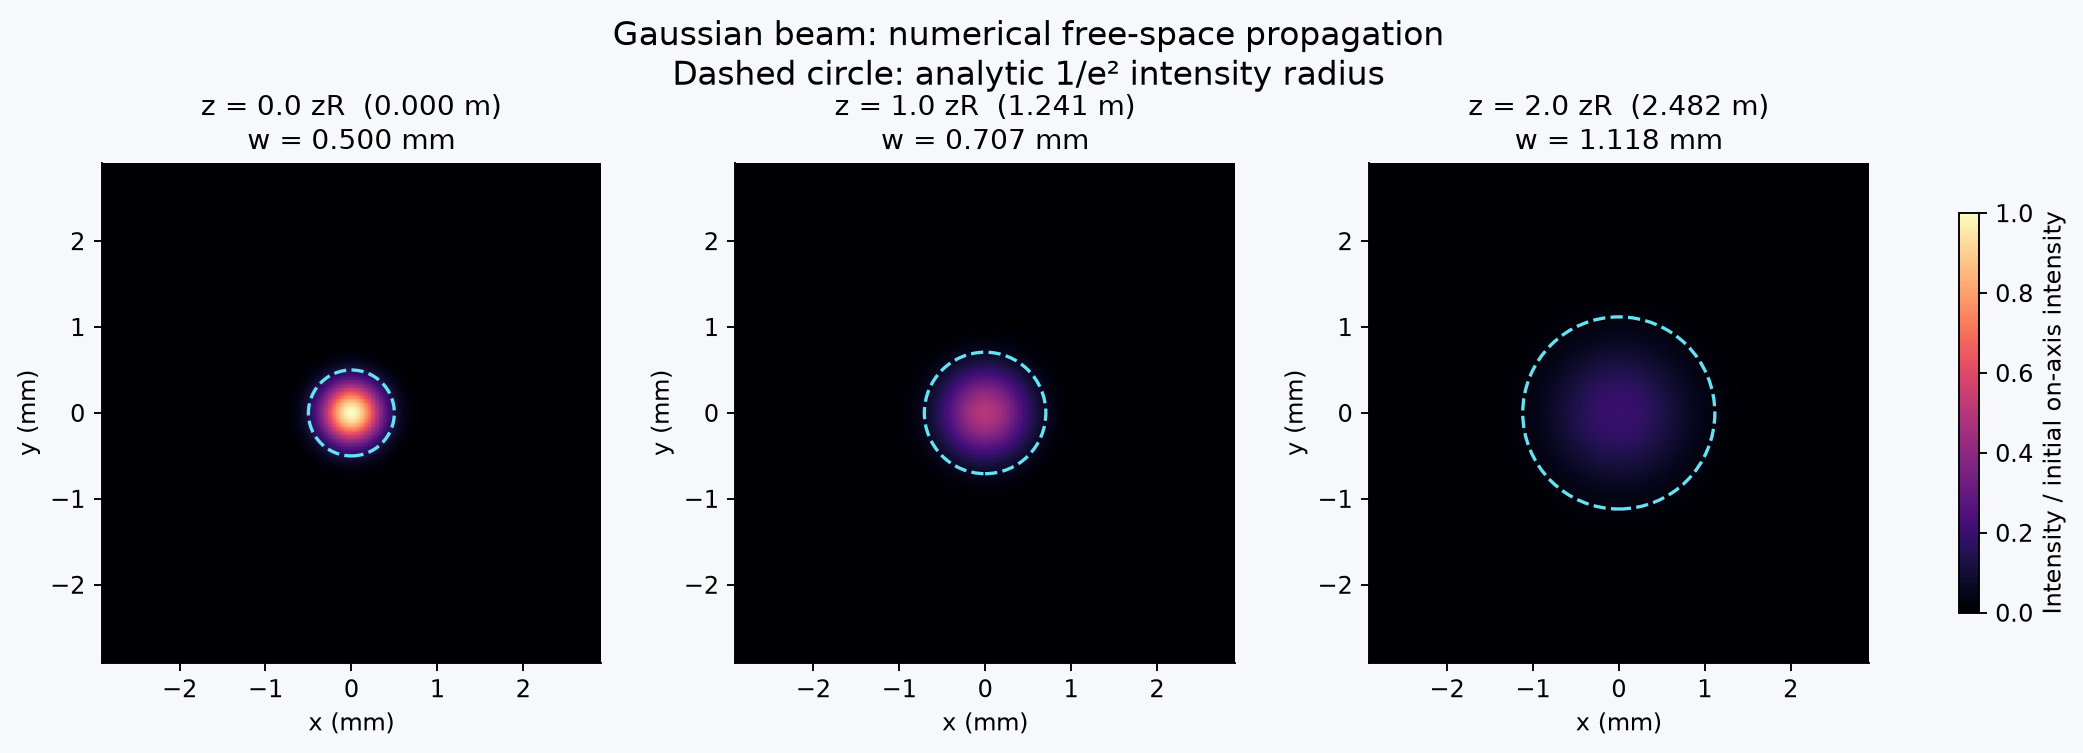 Gaussian beam: numerical free-space propagation
Dashed circle: analytic 1/e² intensity radius
z = 0.0 zR  (0.000 m)
w = 0.500 mm
2
1
0
−1
−2
y (mm)
−2
−1
0
1
2
x (mm)
z = 1.0 zR  (1.241 m)
w = 0.707 mm
2
1
0
−1
−2
y (mm)
−2
−1
0
1
2
x (mm)
z = 2.0 zR  (2.482 m)
w = 1.118 mm
2
1
0
−1
−2
y (mm)
−2
−1
0
1
2
x (mm)
1.0
0.8
0.6
0.4
0.2
0.0
Intensity / initial on-axis intensity